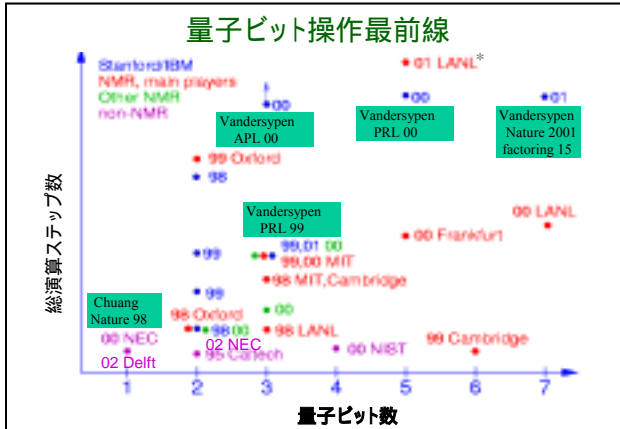 量子ビット操作最前線
Stanford/IBM
NMR, main players
Other NMR
non-NMR
01 LANL*
00
00
01
Vandersypen
APL 00
Vandersypen
PRL 00
Vandersypen
Nature 2001
factoring 15
99 Oxford
98
00 LANL
Vandersypen
PRL 99
00 Frankfurt
99
99,01 00
99,00 MIT
98 MIT,Cambridge
99
Chuang
Nature 98
98 Oxford
00
98 00
98 LANL
00 NEC
02 Delft
02 NEC
95 Caltech
00 NIST
99 Cambridge
総演算ステップ数
1 2 3 4 5 6 7
量子ビット数